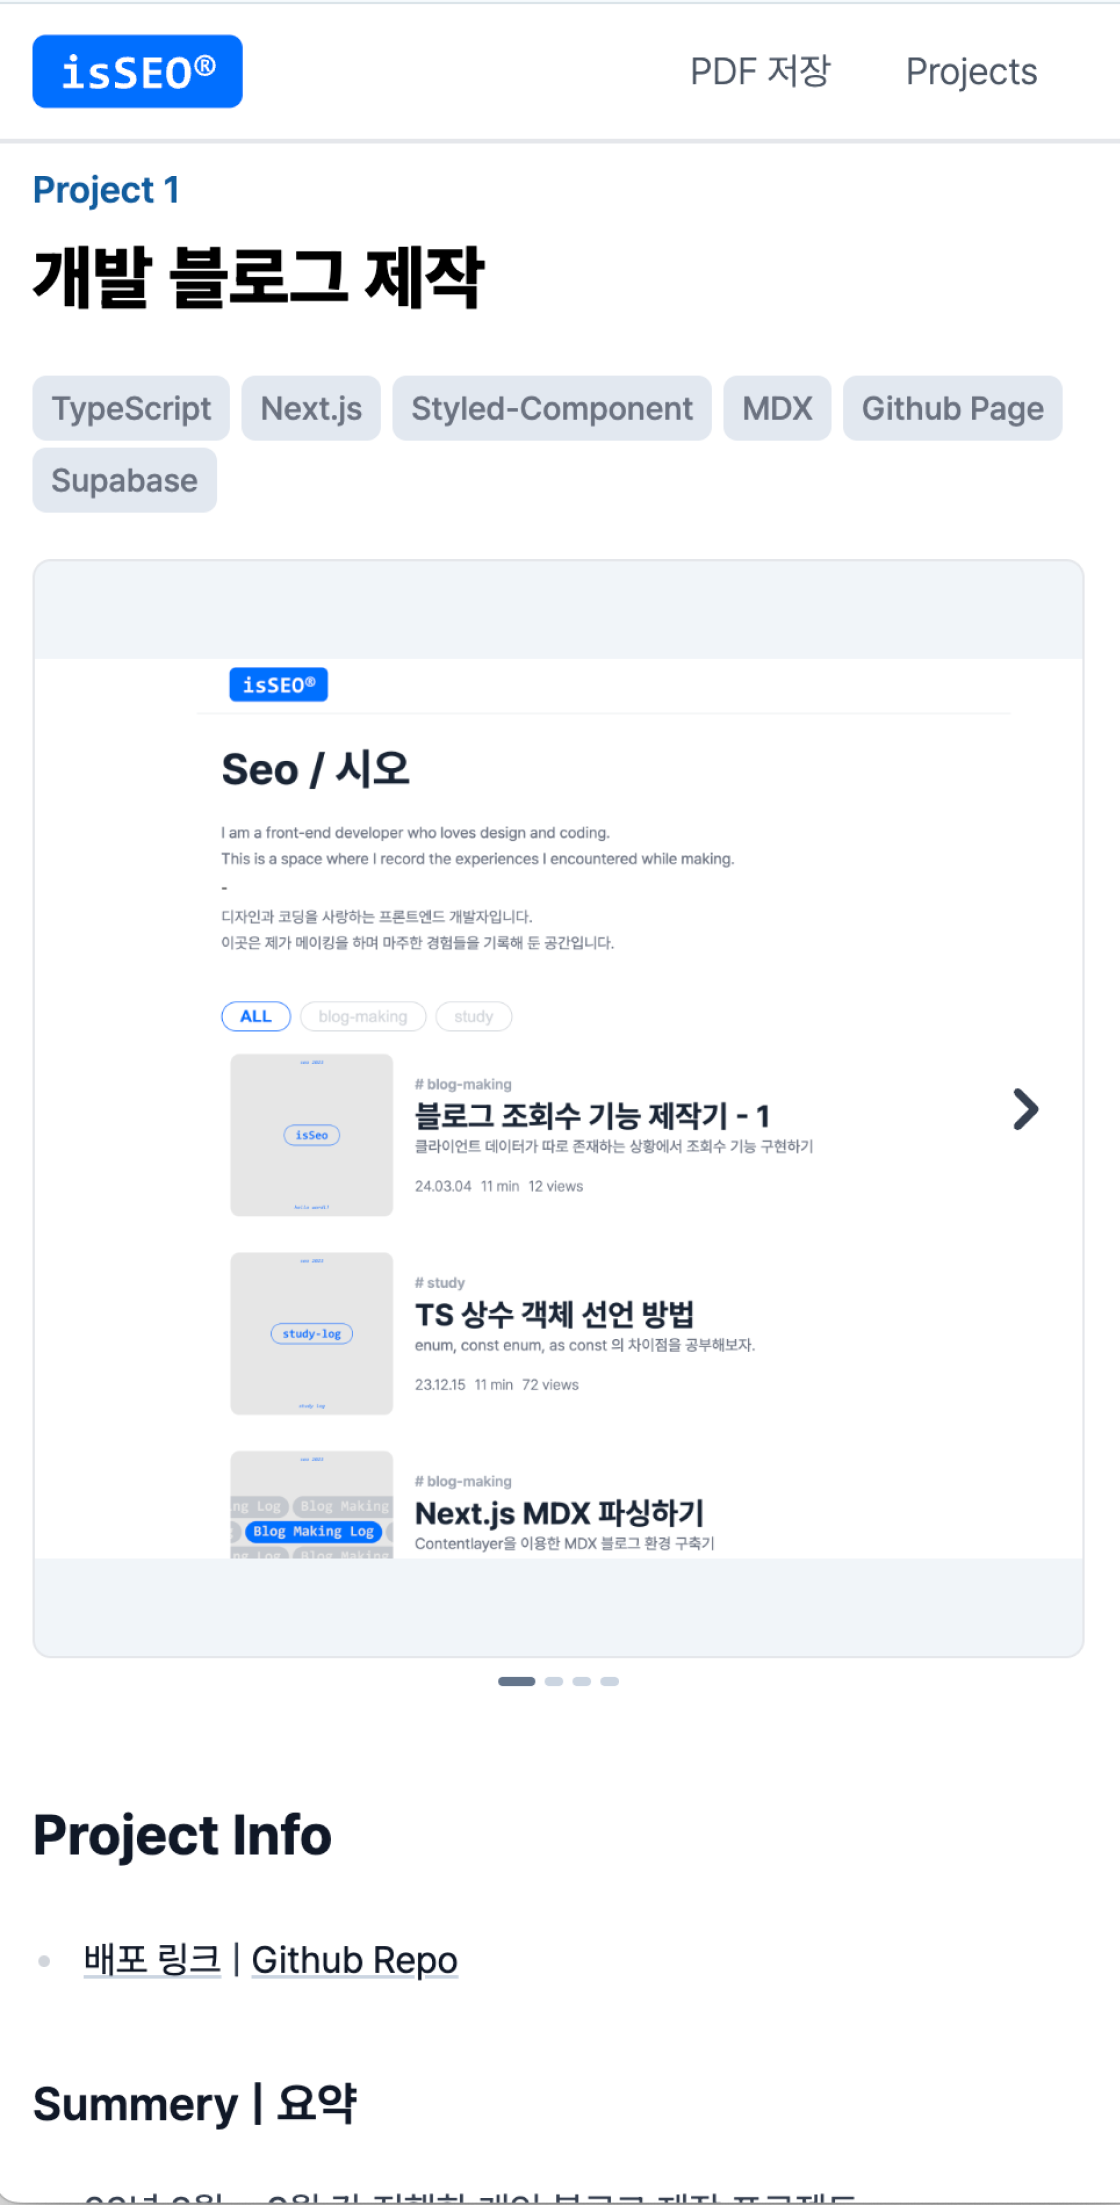 isSEO®
PDF 저장 Projects
Project 1
개발 블로그 제작
TypeScript Next.js Styled-Component MDX Github Page
Supabase
isSEO®
Seo / 시오
I am a front-end developer who loves design and coding.
This is a space where I record the experiences I encountered while making.
-
디자인과 코딩을 사랑하는 프론트엔드 개발자입니다.
이곳은 제가 메이킹을 하며 마주한 경험들을 기록해 둔 공간입니다.
ALL blog-making study
isSeo
# blog-making
블로그 조회수 기능 제작기 - 1
클라이언트 데이터가 따로 존재하는 상황에서 조회수 기능 구현하기
24.03.04 11 min 12 views
study-log
study log
# study
TS 상수 객체 선언 방법
enum, const enum, as const 의 차이점을 공부해보자.
23.12.15 11 min 72 views
ng Log Blog Making
Blog Making Log
ng Log Blog Making
# blog-making
Next.js MDX 파싱하기
Contentlayer을 이용한 MDX 블로그 환경 구축기
Project Info
배포 링크 | Github Repo
Summery | 요약